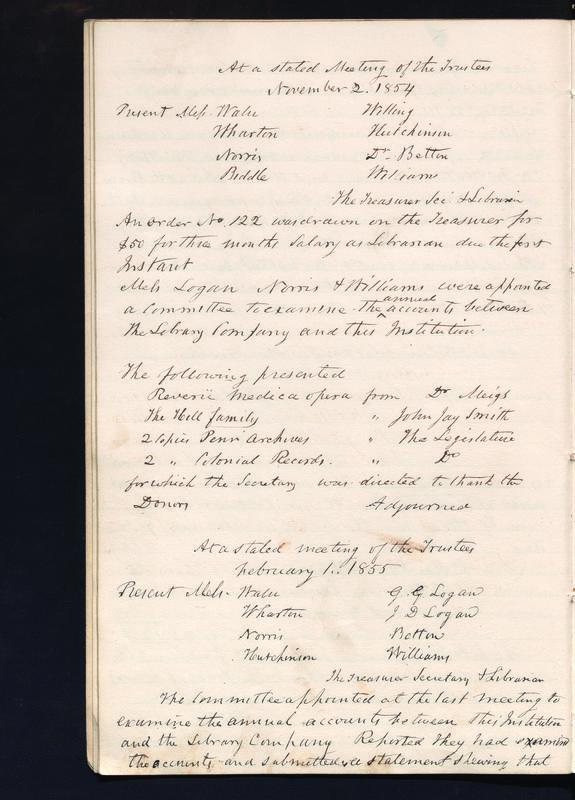 At a stated Meeting of the Trustees
November 2. 1854
Present Mess. Waln Willing
Wharton Hutchinson
Norris Dr. Betton
Biddle Williams
The Treasurer Sec & Librarian
An order No. 122 was drawn on the Treasurer for
$50 for three months Salary as Librarian due the first
Instant
Mess Logan Norris & Williams were appointed
a Committee to examine the annual accounts between
the Library Company and this Institution.
The following presented
Reverii Medica opera from Dr Meigs
The Hill family " John Jay Smith
2 Copies Penn Archives " The Legislature
2 " Colonial Records. " Do
for which the Secretary was directed to thank the
Donors Adjourned
At a stated meeting of the Trustees
February 1.. 1855
Present Mess. Waln G. G. Logan
Wharton J D Logan
Norris Betton
Hutchinson Williams
The Treasurer Secretary & Librarian
The Committee appointed at the last meeting to
examine the annual accounts between this Institution
and the Library Company Reported they had examined
the accounts and submitted a statement shewing that